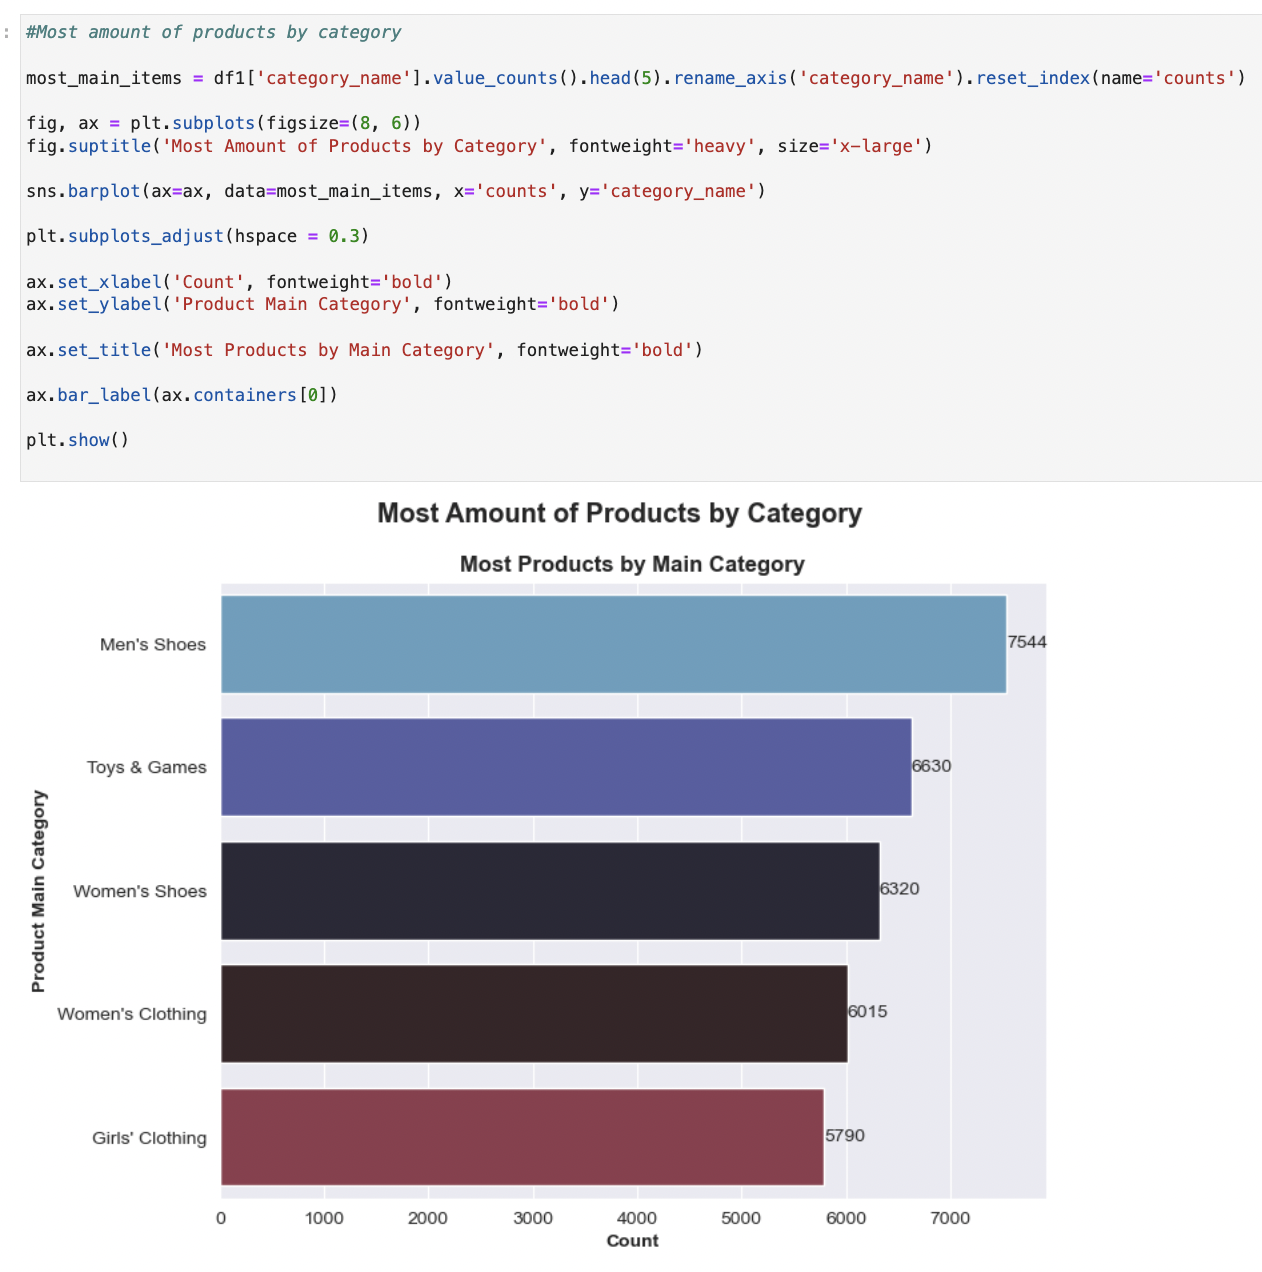 :
#Most amount of products by category
most_main_items = df1['category_name'].value_counts().head(5).rename_axis('category_name').reset_index(name='counts')
fig, ax = plt.subplots(figsize=(8, 6))
fig.suptitle('Most Amount of Products by Category', fontweight='heavy', size='x-large')
sns.barplot(ax=ax, data=most_main_items, x='counts', y='category_name')
plt.subplots_adjust(hspace = 0.3)
ax.set_xlabel('Count', fontweight='bold')
ax.set_ylabel('Product Main Category', fontweight='bold')
ax.set_title('Most Products by Main Category', fontweight='bold')
ax.bar_label(ax.containers[0])
plt.show()
Most Amount of Products by Category
Most Products by Main Category
Product Main Category
Men's Shoes
7544
Toys & Games
6630
Women's Shoes
6320
Women's Clothing
6015
Girls' Clothing
5790
0 1000 2000 3000 4000 5000 6000 7000
Count